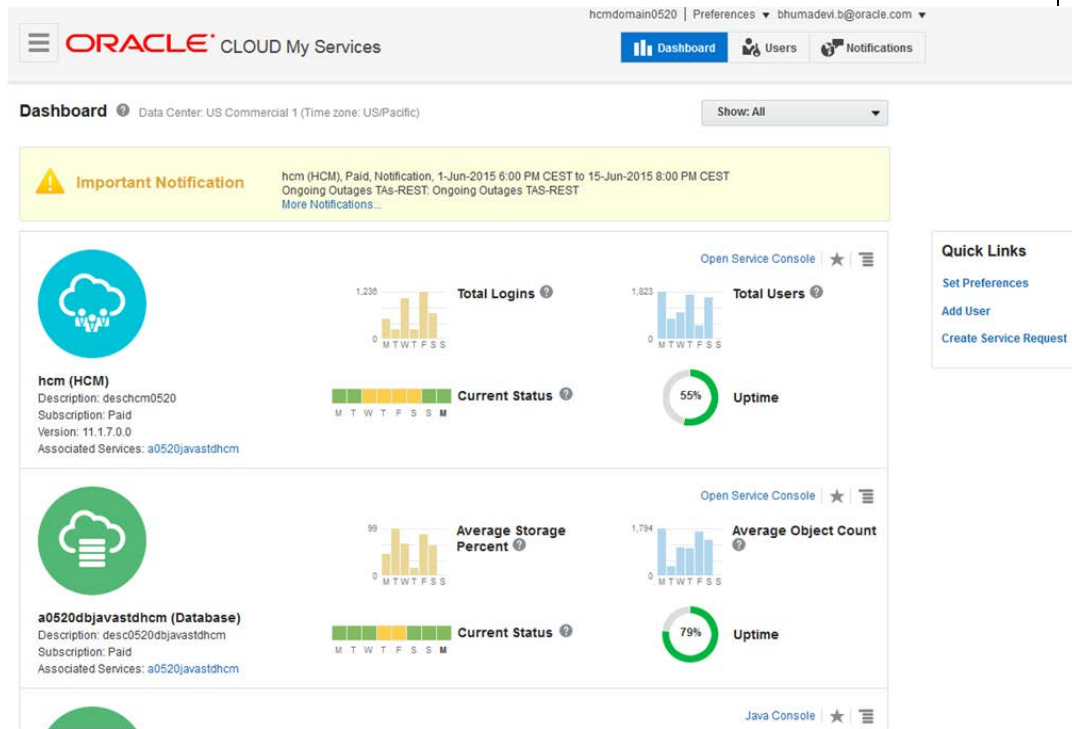 hcmdomain0520 | Preferences bhumadevi.b@oracle.com
ORACLE CLOUD My Services
Dashboard Users Notifications
Dashboard Data Center: US Commercial 1 (Time zone: US/Pacific)
Show: All
Important Notification
hcm (HCM), Paid, Notification, 1-Jun-2015 6:00 PM CEST to 15-Jun-2015 8:00 PM CEST
Ongoing Outages TAs-REST: Ongoing Outages TAS-REST
More Notifications...
Quick Links
Set Preferences
Add User
Create Service Request
Open Service Console
1,238
0
M T W T F S S
Total Logins
1,823
0
M T W T F S S
Total Users
hcm (HCM)
Description: deschcm0520
Subscription: Paid
Version: 11.1.7.0.0
Associated Services: a0520javastdhcm
M T W T F S S M
Current Status
55%
Uptime
Open Service Console
99
0
M T W T F S S
Average Storage
Percent
1,794
0
M T W T F S S
Average Object Count
a0520dbjavastdhcm (Database)
Description: desc0520dbjavastdhcm
Subscription: Paid
Associated Services: a0520javastdhcm
M T W T F S S M
Current Status
79%
Uptime
Java Console